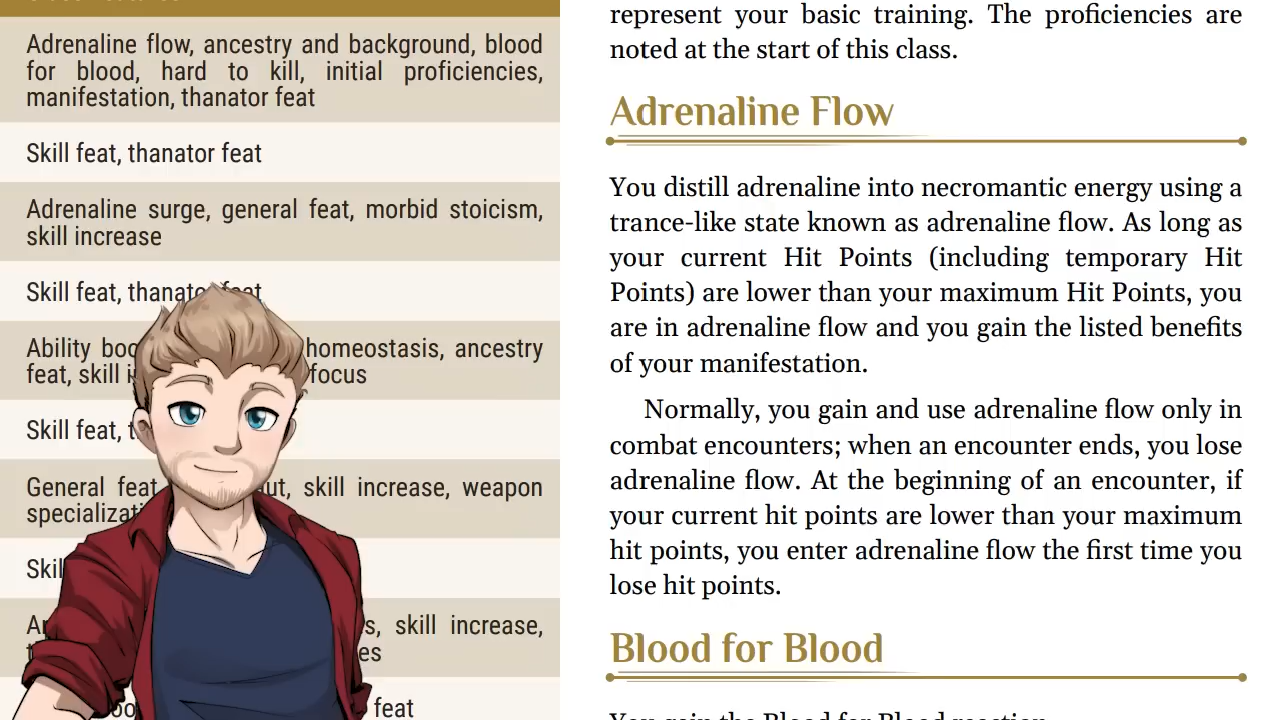 Adrenaline flow, ancestry and background, blood
for blood, hard to kill, initial proficiencies,
manifestation, thanator feat
Skill feat, thanator feat
Adrenaline surge, general feat, morbid stoicism,
skill increase
Skill feat, feat
Ability homeostasis, ancestry
feat, skill focus
Skill feat,
General feat skill increase, weapon
skill increase,
feat
represent your basic training. The proficiencies are
noted at the start of this class.
Adrenaline Flow
You distill adrenaline into necromantic energy using a
trance-like state known as adrenaline flow. As long as
your current Hit Points (including temporary Hit
Points) are lower than your maximum Hit Points, you
are in adrenaline flow and you gain the listed benefits
of your manifestation.
Normally, you gain and use adrenaline flow only in
combat encounters; when an encounter ends, you lose
adrenaline flow. At the beginning of an encounter, if
your current hit points are lower than your maximum
hit points, you enter adrenaline flow the first time you
lose hit points.
Blood for Blood
You gain the Blood for Blood reaction